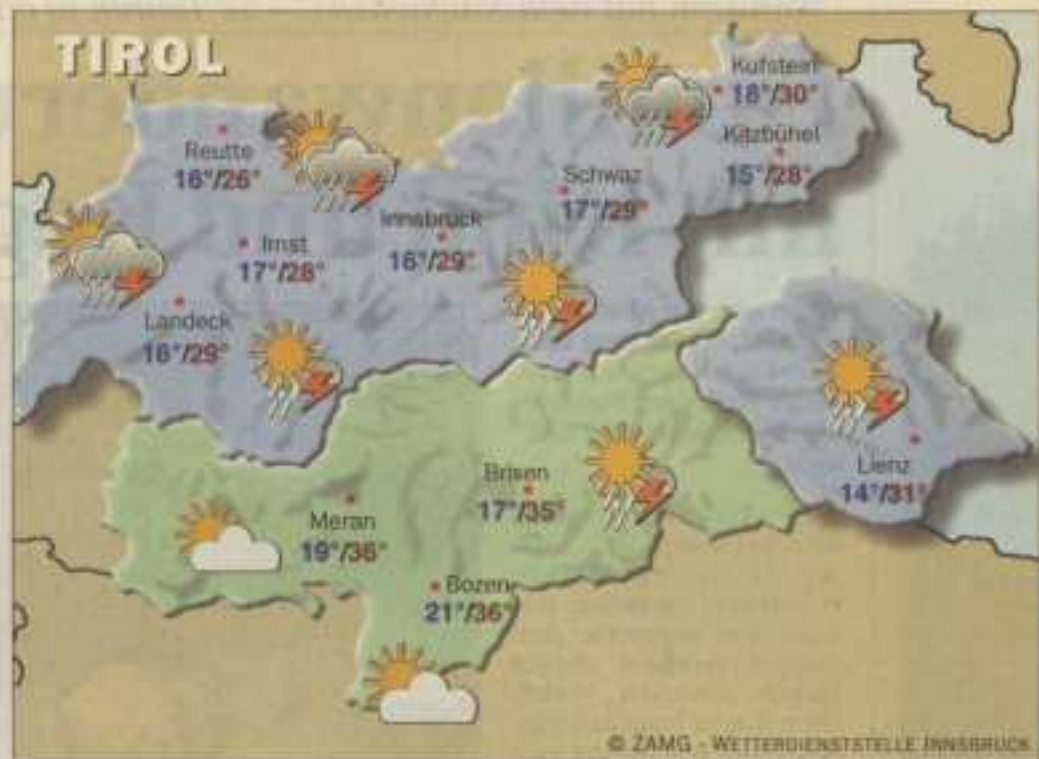 TIROL
Kufstein
18°/30°
Kitzbühel
15°/28°
Reutte
16°/26°
Schwaz
17°/29°
Innsbruck
16°/29°
Imst
17°/28°
Landeck
16°/29°
Lienz
14°/31°
Brixen
17°/35°
Meran
19°/36°
Bozen
21°/36°
© ZAMG - WETTERDIENSTSTELLE INNSBRUCK